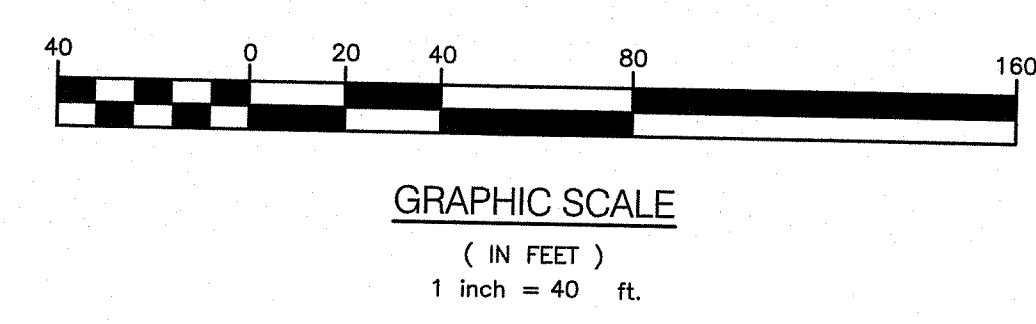 40 0 20 40 80 160
GRAPHIC SCALE
( IN FEET )
1 inch = 40 ft.